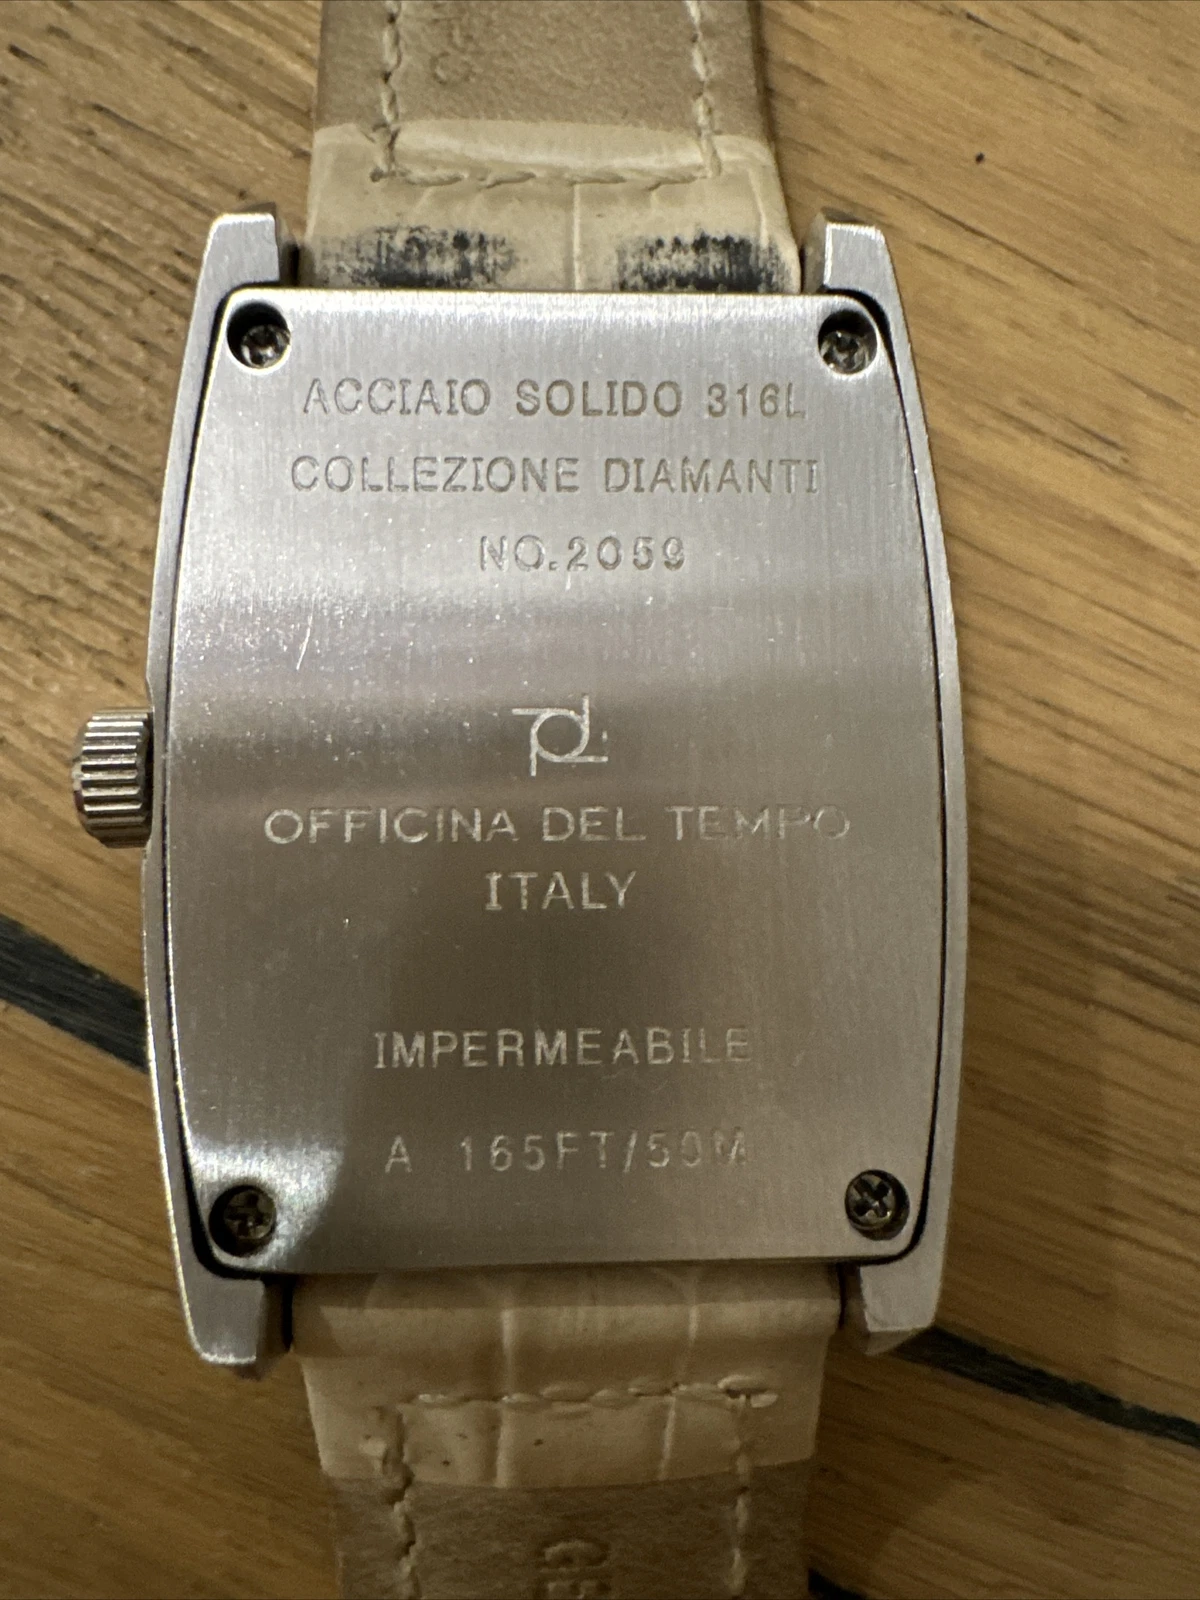 ACCIAIO SOLIDO 316L
COLLEZIONE DIAMANTI
NO.2059
OFFICINA DEL TEMPO
ITALY
IMPERMEABILE
A 165FT/50M